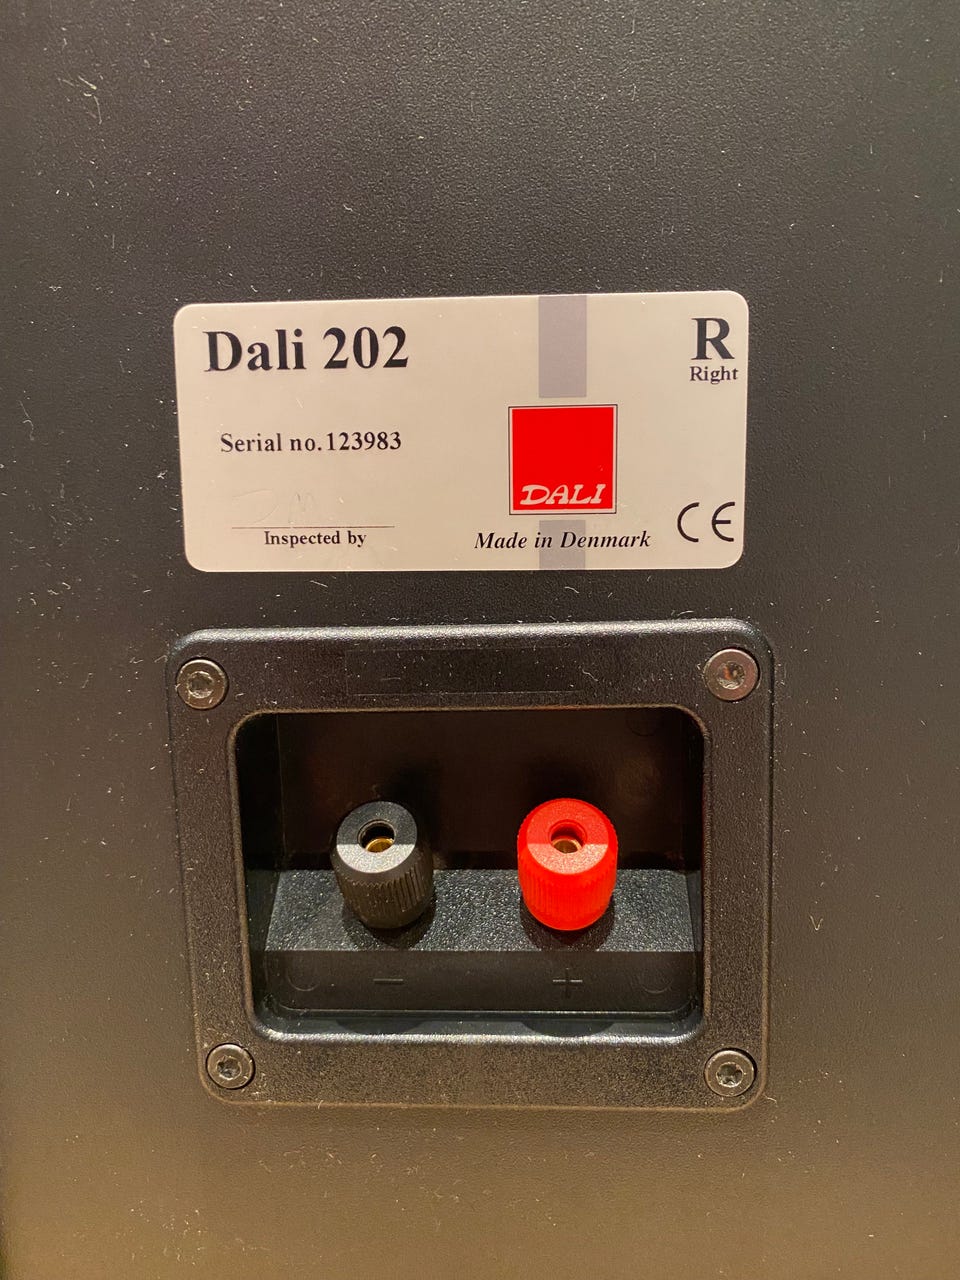 Dali 202
R
Right
Serial no. 123983
DALI
Inspected by
Made in Denmark
CE
− +